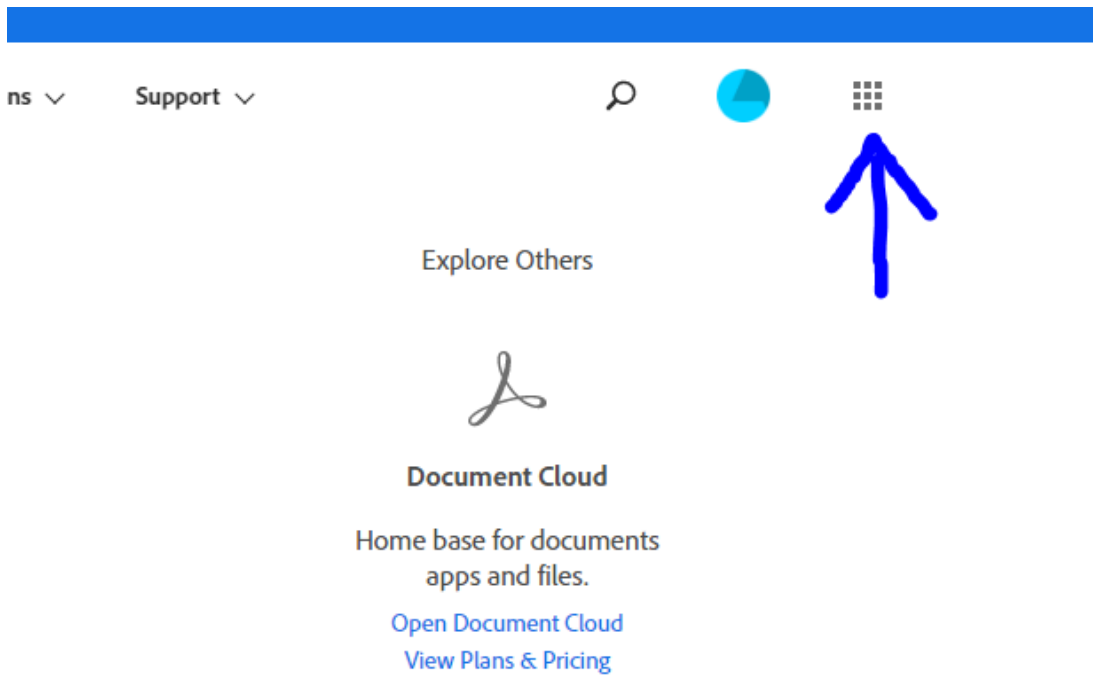 ns Support
Explore Others
Document Cloud
Home base for documents
apps and files.
Open Document Cloud
View Plans & Pricing